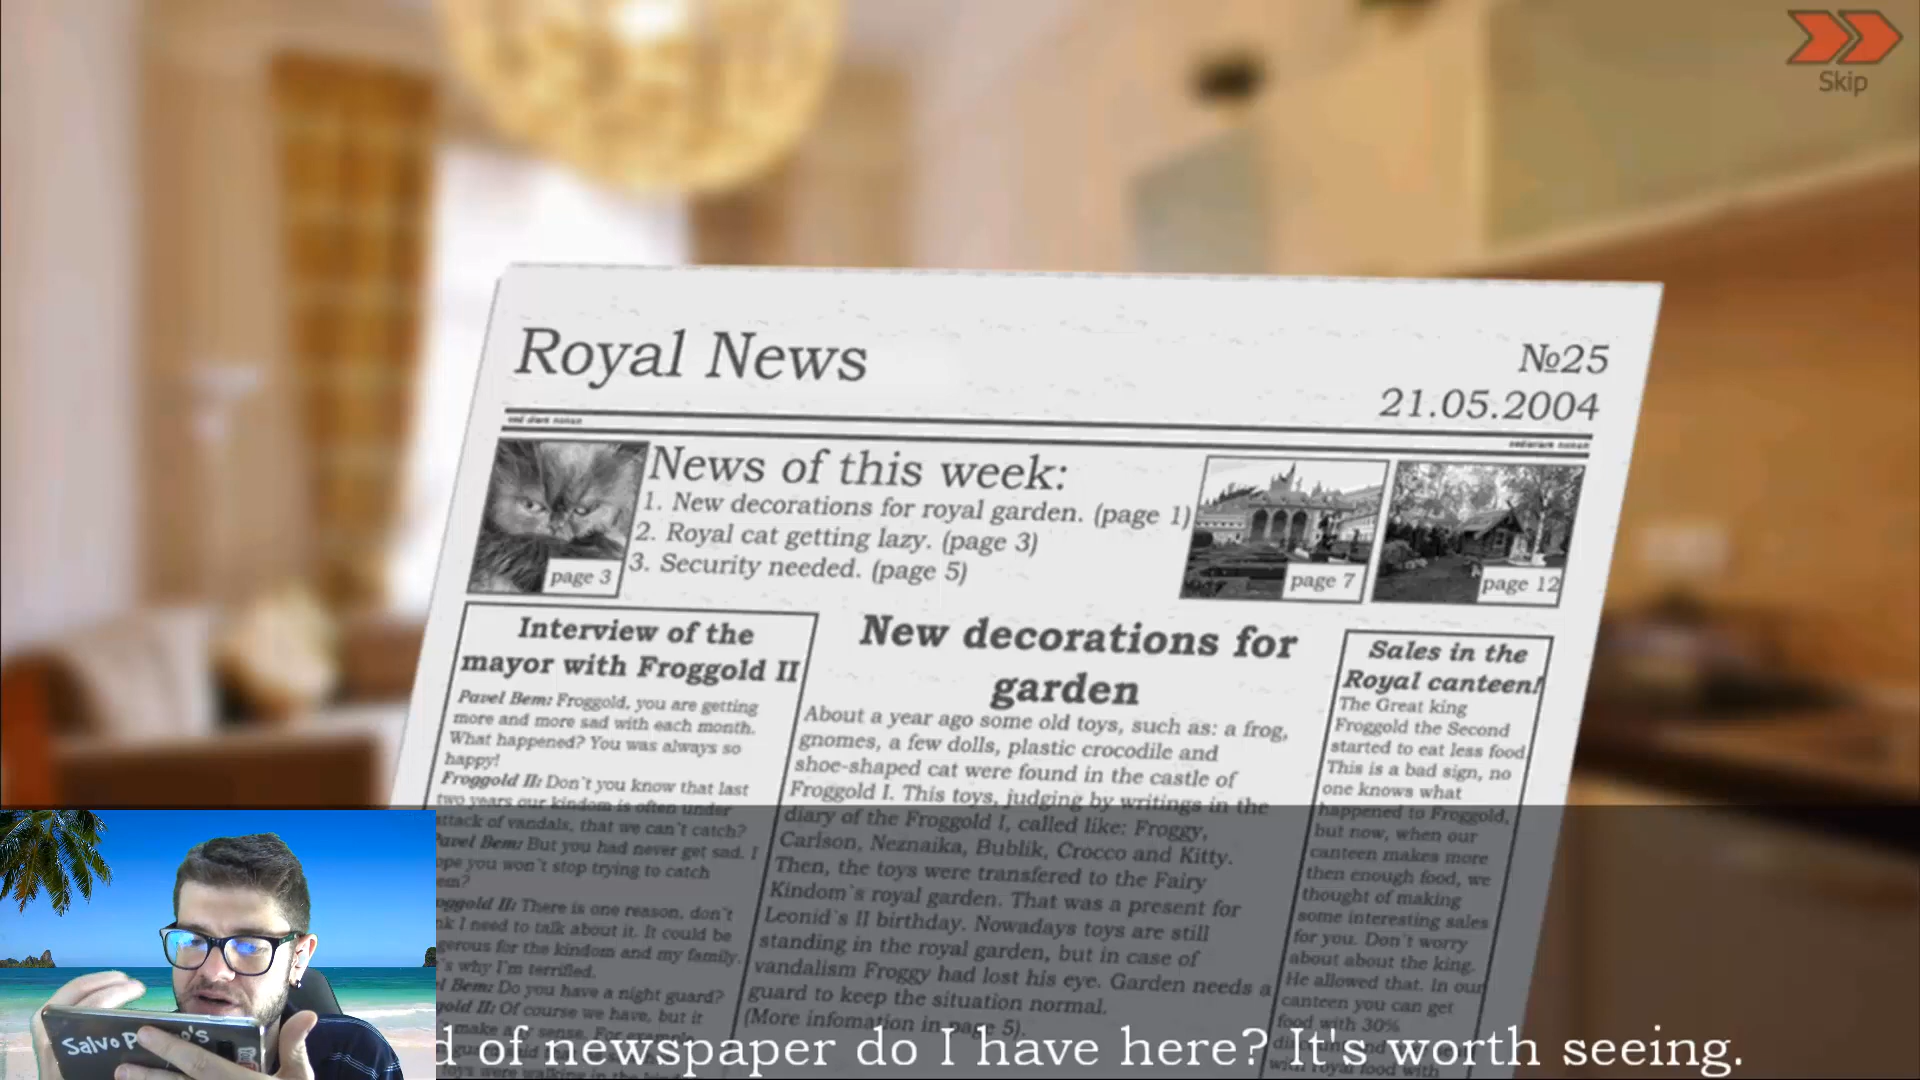 Skip
Royal News
№25
21.05.2004
News of this week:
1. New decorations for royal garden. (page 1)
2. Royal cat getting lazy. (page 3)
3. Security needed. (page 5)
page 3
page 7
page 12
Interview of the
mayor with Froggold II
Pavel Bem: Froggold, you are getting
more and more sad with each month.
What happened? You was always so
happy!
Froggold II: Don`t you know that last
two years our kindom is often under
attack of vandals, that we can`t catch?
Pavel Bem: But you had never get sad. I
you won`t stop trying to catch
II: There is one reason, don`t
I need to talk about it. It could be
for the kindom and my family.
why I'm terrified.
Bem: Do you have a night guard?
II: Of course we have, but it
make any sense. For example
toys were walking in the
New decorations for
garden
About a year ago some old toys, such as: a frog,
gnomes, a few dolls, plastic crocodile and
shoe-shaped cat were found in the castle of
Froggold I. This toys, judging by writings in the
diary of the Froggold I, called like: Froggy,
Carlson, Neznaika, Bublik, Crocco and Kitty.
Then, the toys were transfered to the Fairy
Kindom`s royal garden. That was a present for
Leonid`s II birthday. Nowadays toys are still
standing in the royal garden, but in case of
vandalism Froggy had lost his eye. Garden needs a
guard to keep the situation normal.
(More infomation in page 5).
Sales in the
Royal canteen!
The Great king
Froggold the Second
started to eat less food
This is a bad sign, no
one knows what
happened to Froggold,
but now, when our
canteen makes more
then enough food, we
thought of making
some interesting sales
for you. Don`t worry
about about the king.
He allowed that. In our
canteen you can get
food with 30%
with royal food with
of newspaper do I have here? It's worth seeing.